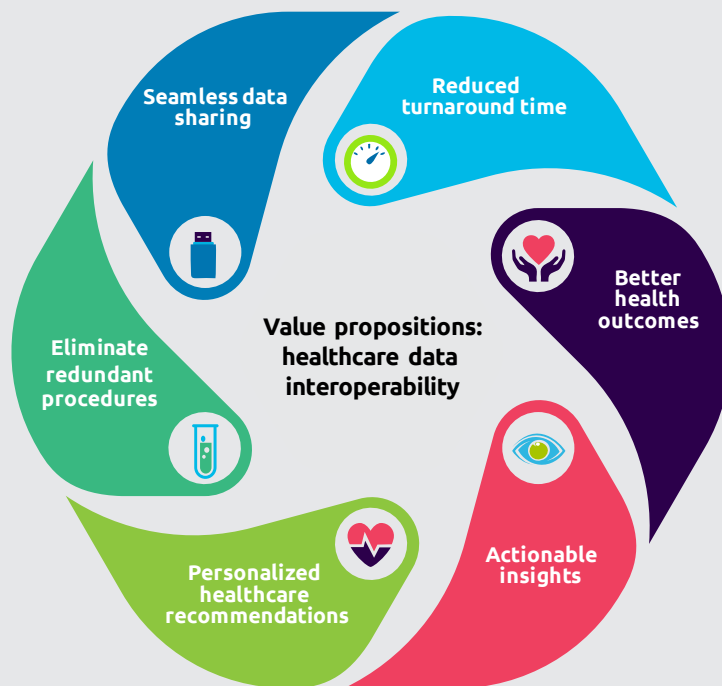 Seamless data
sharing
Reduced
turnaround time
Better
health
outcomes
Value propositions:
healthcare data
interoperability
Eliminate
redundant
procedures
Actionable
insights
Personalized
healthcare
recommendations